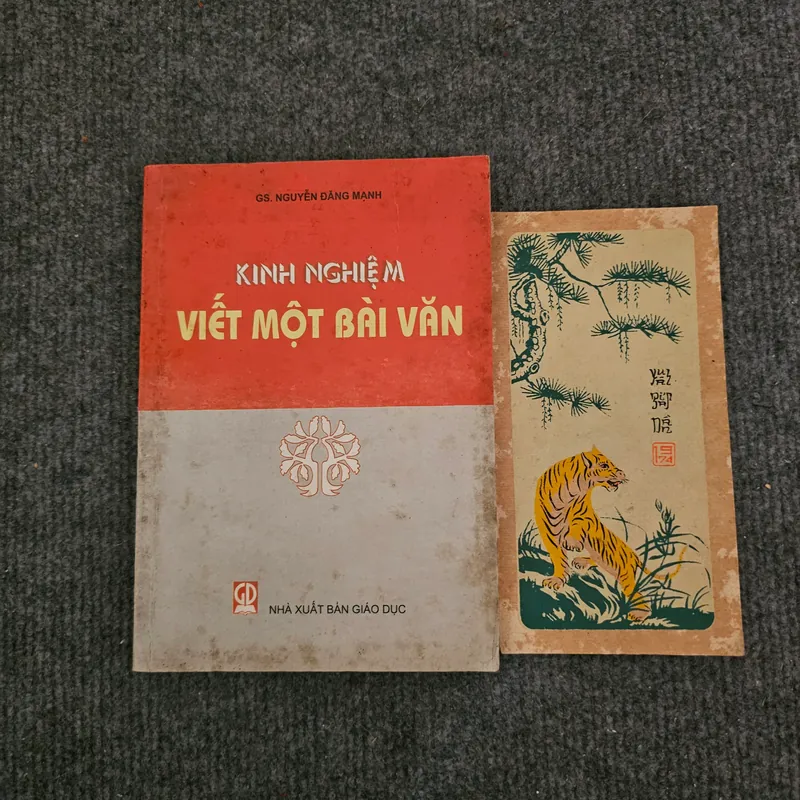 GS. NGUYỄN ĐĂNG MẠNH
KINH NGHIỆM
VIẾT MỘT BÀI VĂN
GD
NHÀ XUẤT BẢN GIÁO DỤC